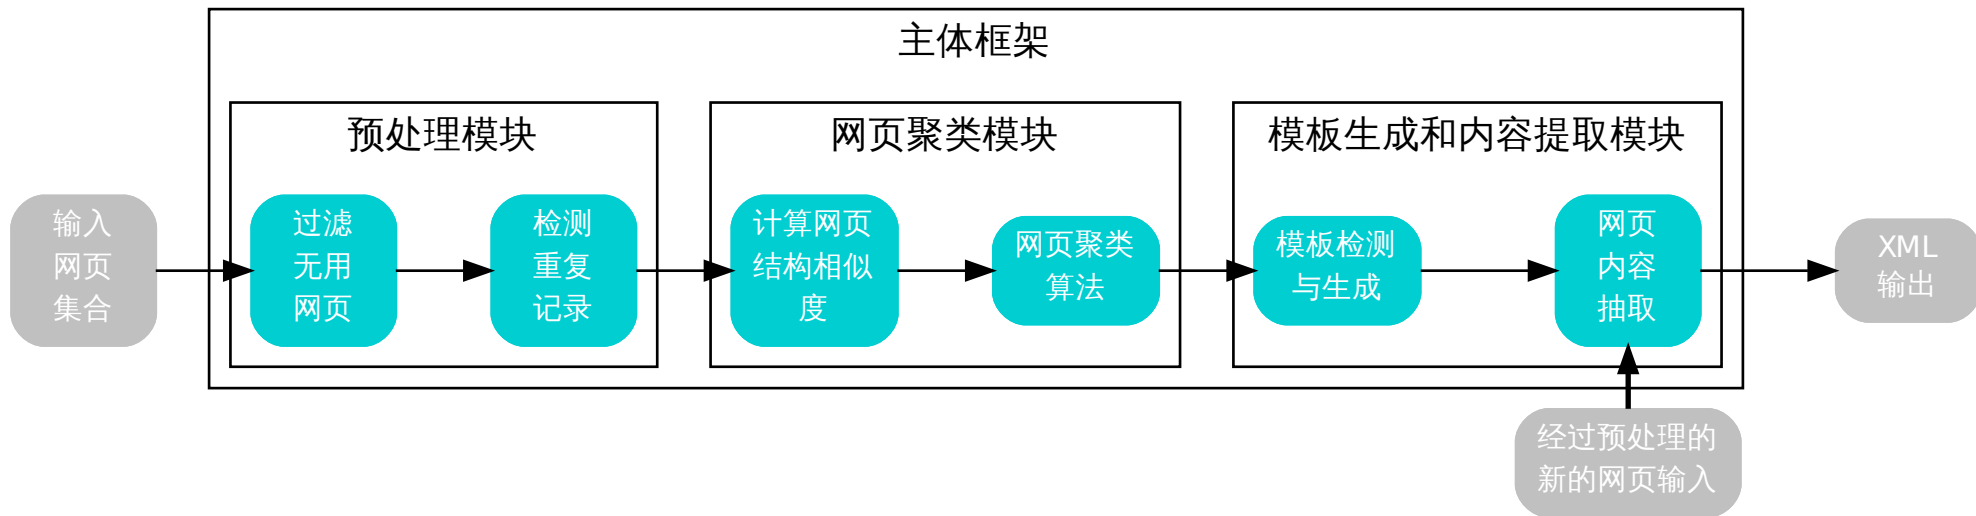 主体框架
预处理模块
网页聚类模块
模板生成和内容提取模块
输入
网页
集合
过滤
无用
网页
检测
重复
记录
计算网页
结构相似
度
网页聚类
算法
模板检测
与生成
网页
内容
抽取
XML
输出
经过预处理的
新的网页输入